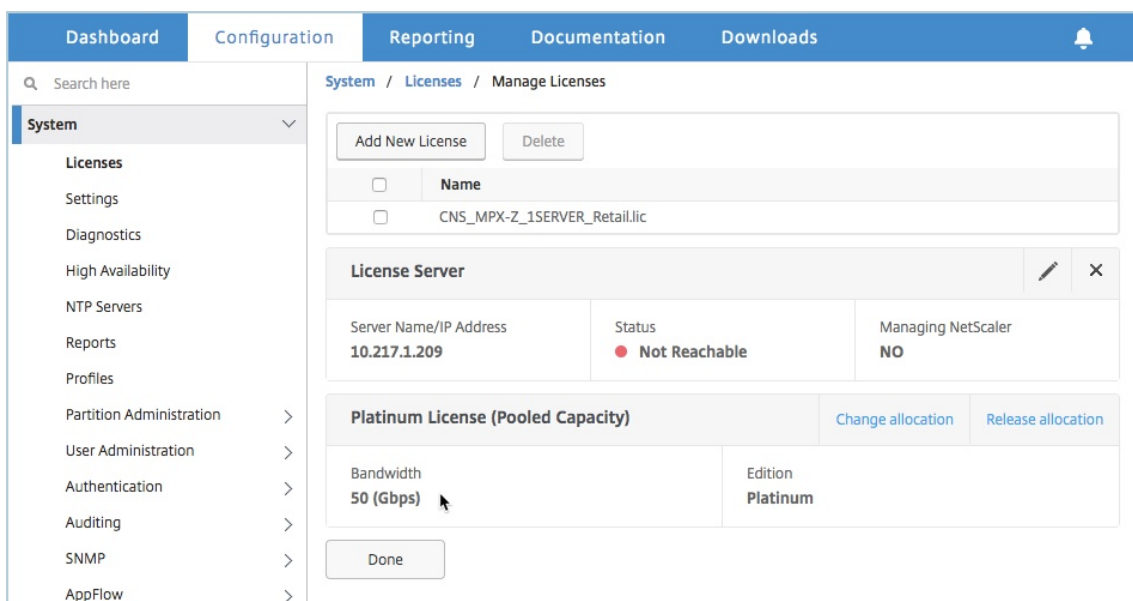 Dashboard Configuration Reporting Documentation Downloads
Search here
System
Licenses
Settings
Diagnostics
High Availability
NTP Servers
Reports
Profiles
Partition Administration
User Administration
Authentication
Auditing
SNMP
AppFlow
System / Licenses / Manage Licenses
Add New License Delete
Name
CNS_MPX-Z_1SERVER_Retail.lic
License Server
Server Name/IP Address Status Managing NetScaler
10.217.1.209 Not Reachable NO
Platinum License (Pooled Capacity) Change allocation Release allocation
Bandwidth Edition
50 (Gbps) Platinum
Done